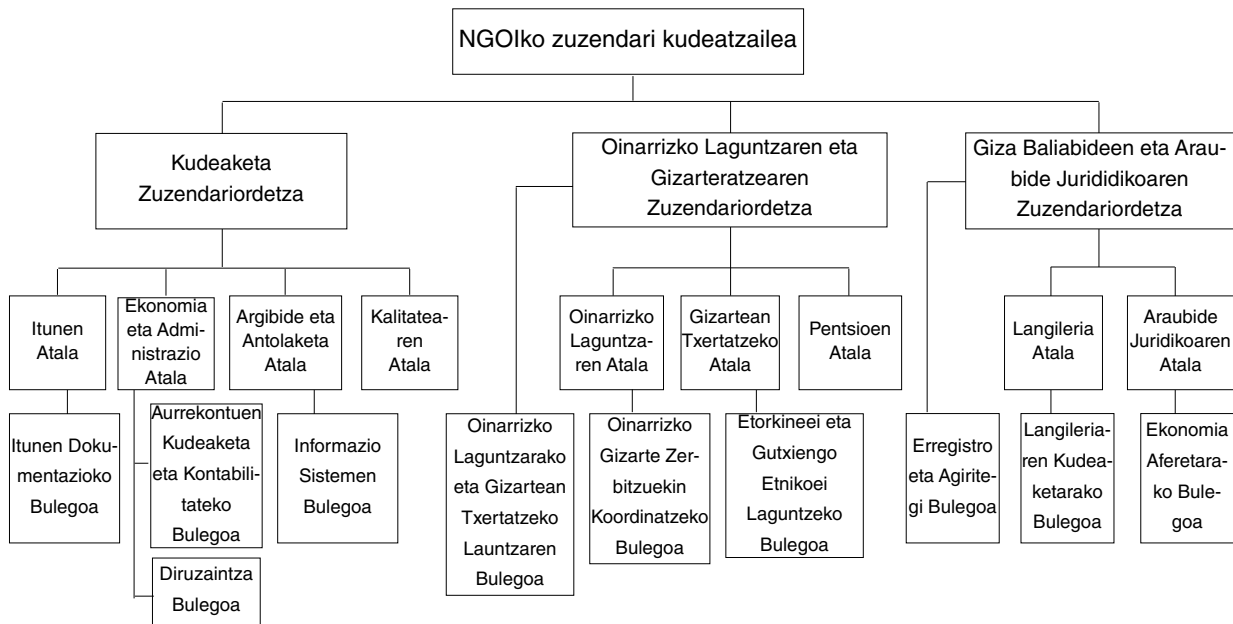 NGOIko zuzendari kudeatzailea
Kudeaketa
Zuzendariordetza
Oinarrizko Laguntzaren eta
Gizarteratzearen
Zuzendariordetza
Giza Baliabideen eta Arau-
bide Jurididikoaren
Zuzendariordetza
Itunen
Atala
Ekonomia
eta Admi-
nistrazio
Atala
Argibide eta
Antolaketa
Atala
Kalitatea-
ren
Atala
Oinarrizko
Laguntza-
ren Atala
Gizartean
Txertatzeko
Atala
Pentsioen
Atala
Langileria
Atala
Araubide
Juridikoaren
Atala
Itunen Doku-
mentazioko
Bulegoa
Aurrekontuen
Kudeaketa
eta Kontabili-
tateko
Bulegoa
Diruzaintza
Bulegoa
Informazio
Sistemen
Bulegoa
Oinarrizko
Laguntzarako
eta Gizartean
Txertatzeko
Launtzaren
Bulegoa
Oinarrizko
Gizarte Zer-
bitzuekin
Koordinatzeko
Bulegoa
Etorkineei eta
Gutxiengo
Etnikoei
Laguntzeko
Bulegoa
Erregistro
eta Agirite-
gi Bulegoa
Langileria-
ren Kudea-
ketarako
Bulegoa
Ekonomia
Aferetara-
ko Bule-
goa